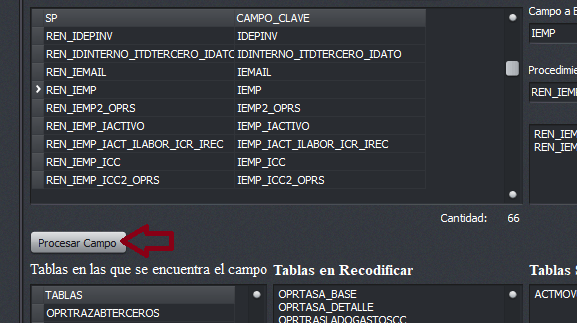 SP CAMPO_CLAVE
REN_IDEPINV IDEPINV
REN_IDINTERNO_ITDTERCERO_IDATO IDINTERNO_ITDTERCERO_IDATO
REN_IEMAIL IEMAIL
REN_IEMP IEMP
REN_IEMP2_OPRS IEMP2_OPRS
REN_IEMP_IACTIVO IEMP_IACTIVO
REN_IEMP_IACT_ILABOR_ICR_IREC IEMP_IACT_ILABOR_ICR_IREC
REN_IEMP_ICC IEMP_ICC
REN_IEMP_ICC2_OPRS IEMP_ICC2_OPRS
Cantidad: 66
Campo a
IEMP
Procedimie
REN_IEMP
REN_IEM
REN_IEM
Procesar Campo
Tablas en las que se encuentra el campo
TABLAS
OPRTRAZABTERCEROS
Tablas en Recodificar
OPRTASA_BASE
OPRTASA_DETALLE
OPRTRASLADOGASTOSCC
Tablas
ACTMOV